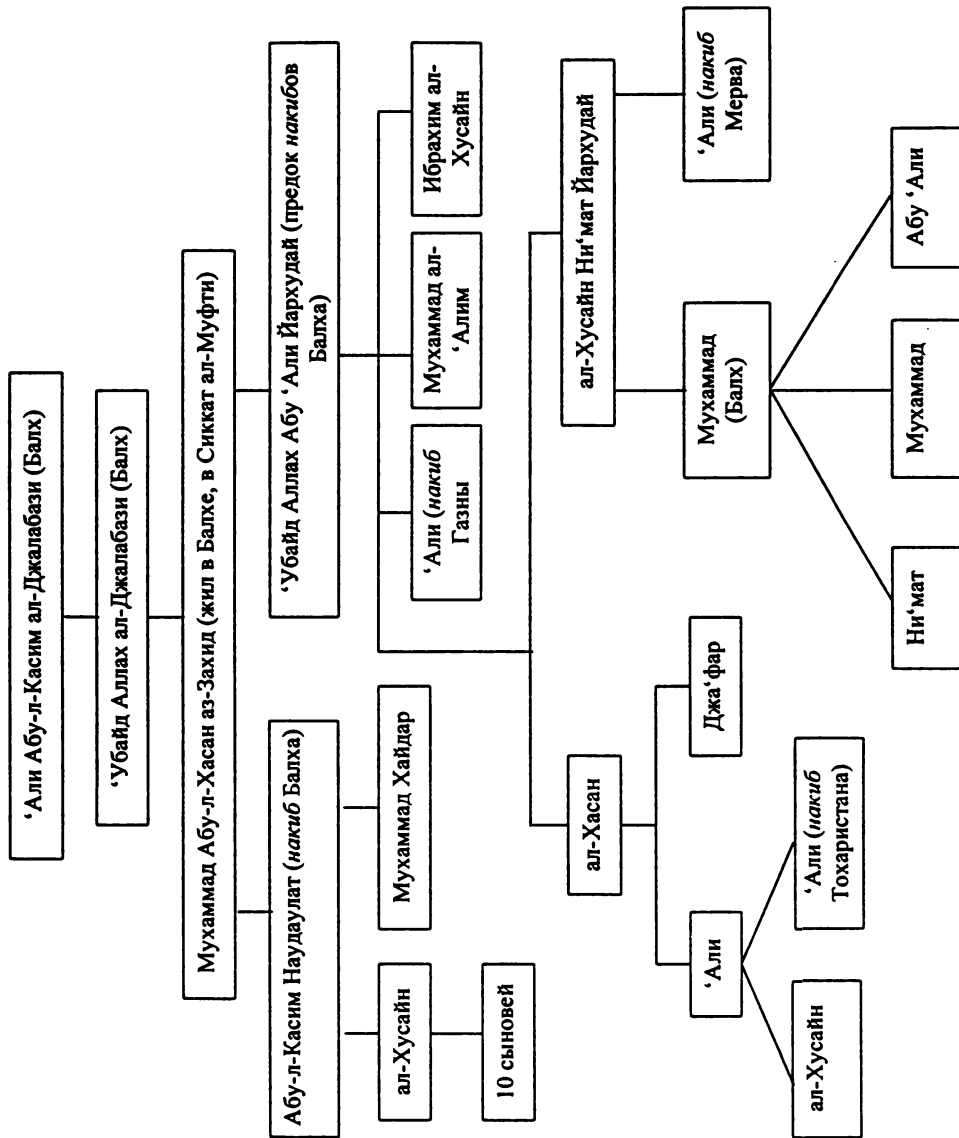 ‘Али Абу-л-Касим ал-Джалабази (Балх)
‘Убайд Аллах ал-Джалабази (Балх)
Мухаммад Абу-л-Хасан аз-Захид (жил в Балхе, в Сиккат ал-Муфти)
Абу-л-Касим Наудаулат (накиб Балха)
‘Убайд Аллах Абу ‘Али Йархудай (предок накибов
Балха)
ал-Хусайн
Мухаммад Хайдар
‘Али (накиб
Газны
Мухаммад ал-
‘Алим
Ибрахим ал-
Хусайн
10 сыновей
ал-Хасан
ал-Хусайн Ни‘мат Йархудай
‘Али
Джа‘фар
Мухаммад
(Балх)
‘Али (накиб
Мерва)
ал-Хусайн
‘Али (накиб
Тохаристана)
Ни‘мат
Мухаммад
Абу ‘Али